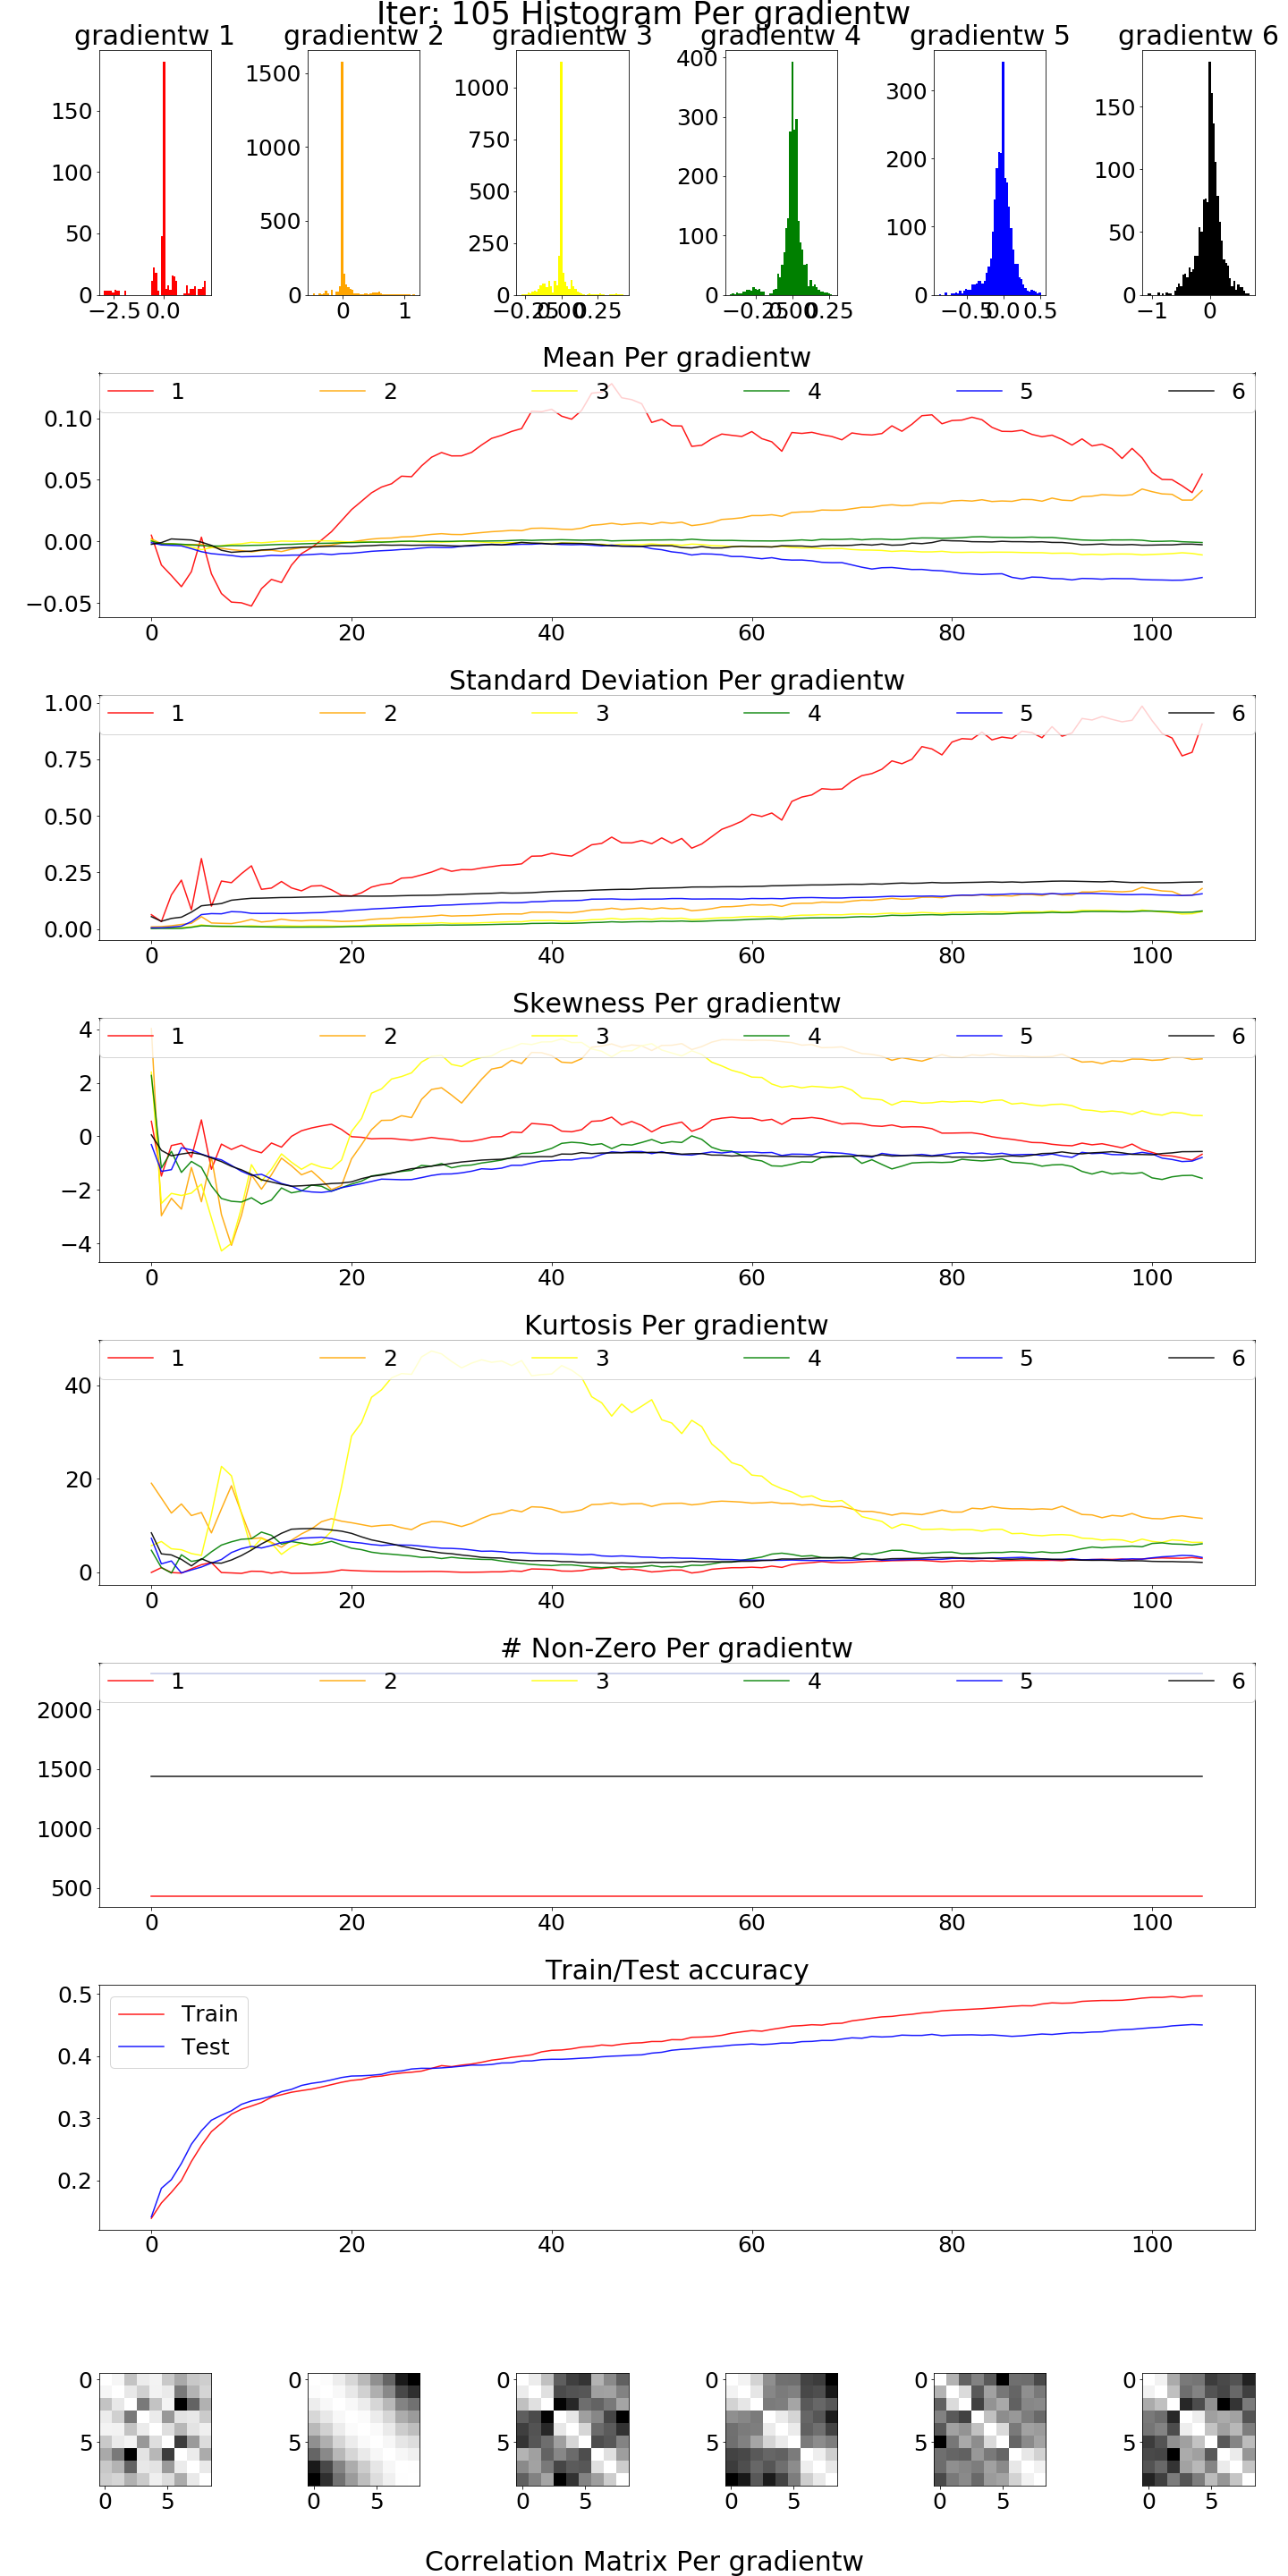 Iter: 105 Histogram Per gradientw
gradientw 1 gradientw 2 gradientw 3 gradientw 4 gradientw 5 gradientw 6
150
100
50
0
−2.5 0.0
1500
1000
500
0
0 1
1000
750
500
250
0
−0.25 0.00 0.25
400
300
200
100
0
−0.25 0.00 0.25
300
200
100
0
−0.5 0.0 0.5
150
100
50
0
−1 0
Mean Per gradientw
1 2 3 4 5 6
0.10
0.05
0.00
−0.05
0 20 40 60 80 100
Standard Deviation Per gradientw
1 2 3 4 5 6
1.00
0.75
0.50
0.25
0.00
0 20 40 60 80 100
Skewness Per gradientw
1 2 3 4 5 6
4
2
0
−2
−4
0 20 40 60 80 100
Kurtosis Per gradientw
1 2 3 4 5 6
40
20
0
0 20 40 60 80 100
# Non-Zero Per gradientw
1 2 3 4 5 6
2000
1500
1000
500
0 20 40 60 80 100
Train/Test accuracy
Train
Test
0.5
0.4
0.3
0.2
0 20 40 60 80 100
0
5
0 5
0
5
0 5
0
5
0 5
0
5
0 5
0
5
0 5
0
5
0 5
Correlation Matrix Per gradientw